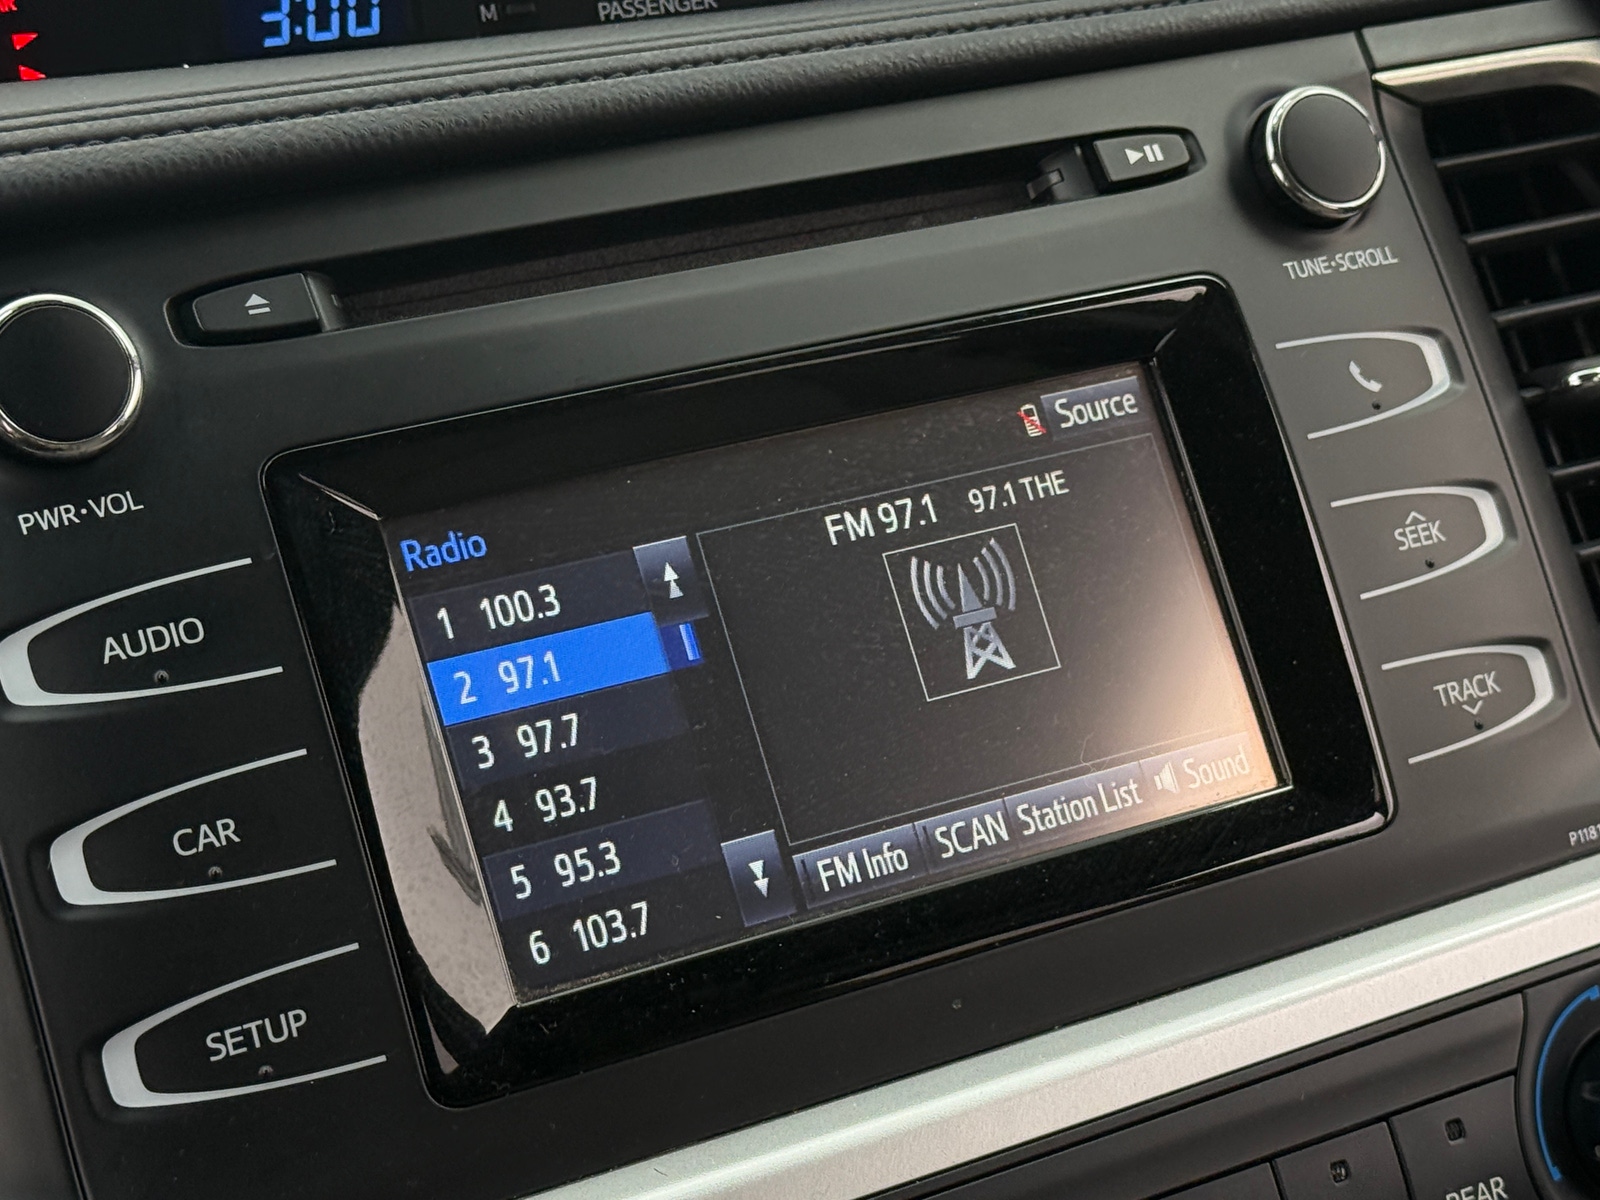 3:00
M
PASSENGER
TUNE·SCROLL
PWR·VOL
AUDIO
CAR
SETUP
SEEK
TRACK
Source
Radio
FM 97.1 97.1 THE
1 100.3
2 97.1
3 97.7
4 93.7
5 95.3
6 103.7
FM Info
SCAN
Station List
Sound
REAR